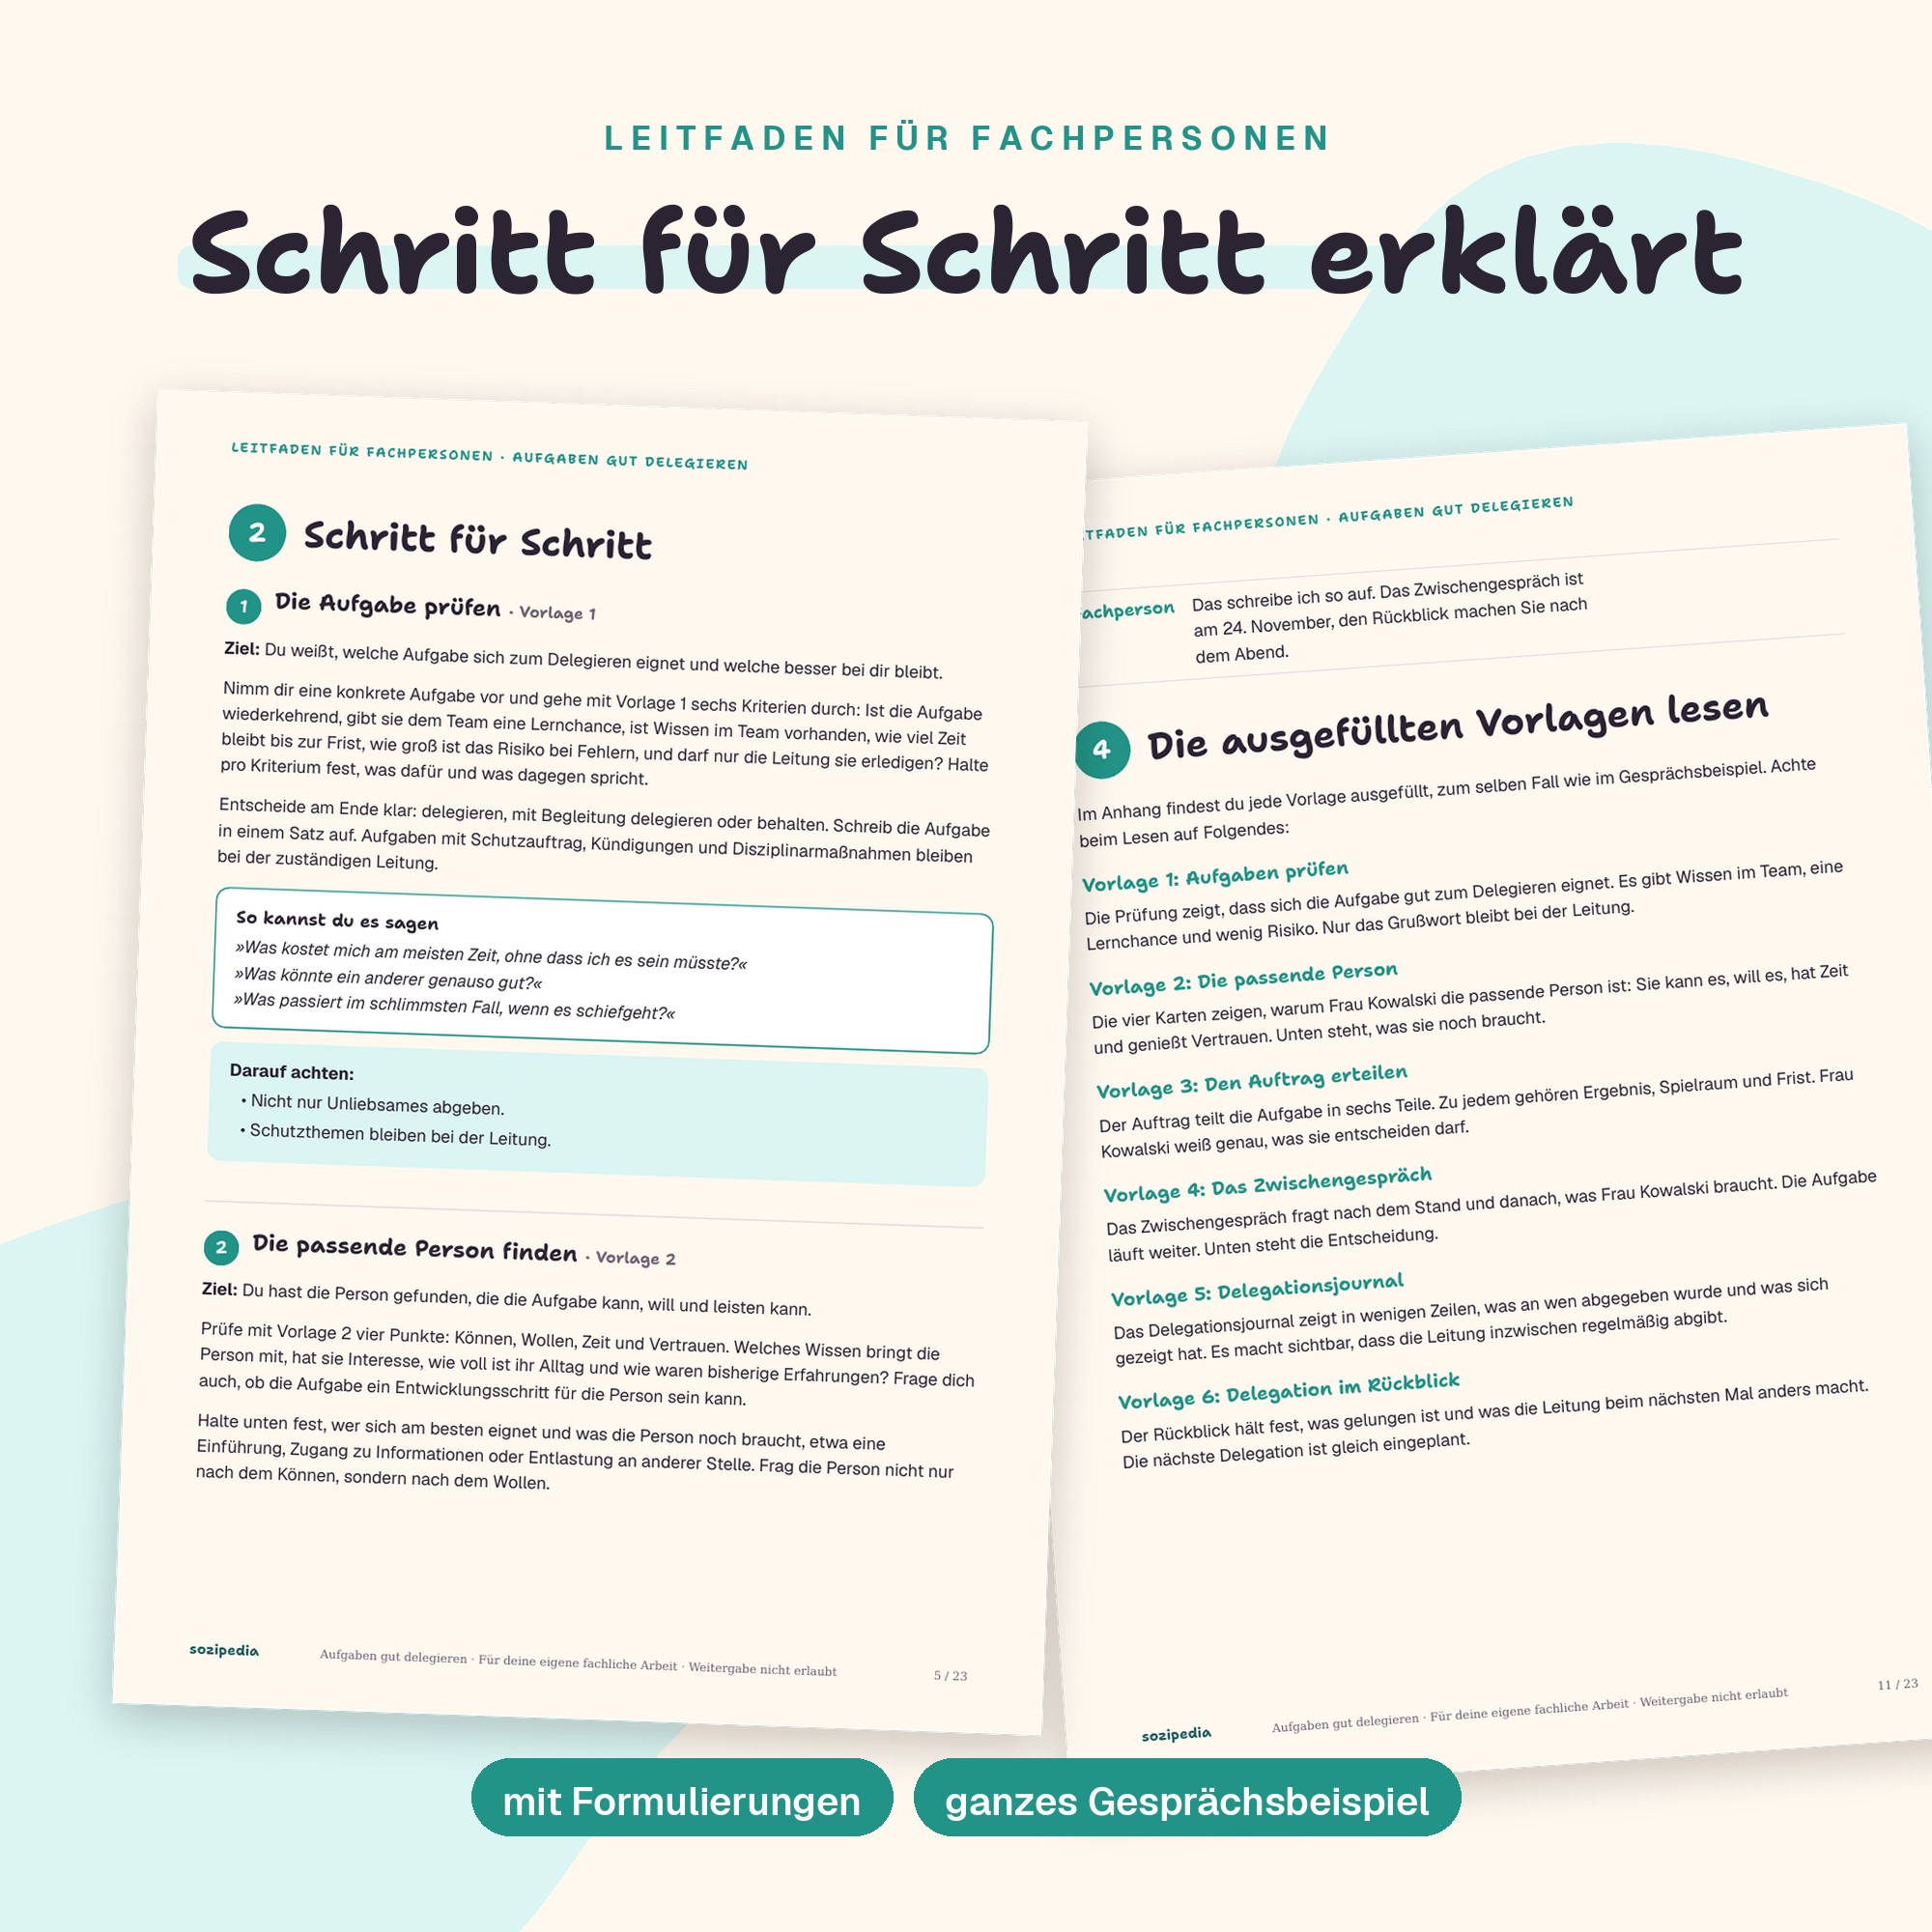 LEITFADEN FÜR FACHPERSONEN
Schritt für Schritt erklärt
LEITFADEN FÜR FACHPERSONEN · AUFGABEN GUT DELEGIEREN
2 Schritt für Schritt
1 Die Aufgabe prüfen · Vorlage 1
Ziel: Du weißt, welche Aufgabe sich zum Delegieren eignet und welche besser bei dir bleibt.
Nimm dir eine konkrete Aufgabe vor und gehe mit Vorlage 1 sechs Kriterien durch: Ist die Aufgabe
wiederkehrend, gibt sie dem Team eine Lernchance, ist Wissen im Team vorhanden, wie viel Zeit
bleibt bis zur Frist, wie groß ist das Risiko bei Fehlern, und darf nur die Leitung sie erledigen? Halte
pro Kriterium fest, was dafür und was dagegen spricht.
Entscheide am Ende klar: delegieren, mit Begleitung delegieren oder behalten. Schreib die Aufgabe
in einem Satz auf. Aufgaben mit Schutzauftrag, Kündigungen und Disziplinarmaßnahmen bleiben
bei der zuständigen Leitung.
So kannst du es sagen
»Was kostet mich am meisten Zeit, ohne dass ich es sein müsste?«
»Was könnte ein anderer genauso gut?«
»Was passiert im schlimmsten Fall, wenn es schiefgeht?«
Darauf achten:
• Nicht nur Unliebsames abgeben.
• Schutzthemen bleiben bei der Leitung.
2 Die passende Person finden · Vorlage 2
Ziel: Du hast die Person gefunden, die die Aufgabe kann, will und leisten kann.
Prüfe mit Vorlage 2 vier Punkte: Können, Wollen, Zeit und Vertrauen. Welches Wissen bringt die
Person mit, hat sie Interesse, wie voll ist ihr Alltag und wie waren bisherige Erfahrungen? Frage dich
auch, ob die Aufgabe ein Entwicklungsschritt für die Person sein kann.
Halte unten fest, wer sich am besten eignet und was die Person noch braucht, etwa eine
Einführung, Zugang zu Informationen oder Entlastung an anderer Stelle. Frag die Person nicht nur
nach dem Können, sondern nach dem Wollen.
sozipedia Aufgaben gut delegieren · Für deine eigene fachliche Arbeit · Weitergabe nicht erlaubt 5 / 23
FÜR FACHPERSONEN · AUFGABEN GUT DELEGIEREN
Fachperson Das schreibe ich so auf. Das Zwischengespräch ist
am 24. November, den Rückblick machen Sie nach
dem Abend.
4 Die ausgefüllten Vorlagen lesen
Im Anhang findest du jede Vorlage ausgefüllt, zum selben Fall wie im Gesprächsbeispiel. Achte
beim Lesen auf Folgendes:
Vorlage 1: Aufgaben prüfen
Die Prüfung zeigt, dass sich die Aufgabe gut zum Delegieren eignet. Es gibt Wissen im Team, eine
Lernchance und wenig Risiko. Nur das Grußwort bleibt bei der Leitung.
Vorlage 2: Die passende Person
Die vier Karten zeigen, warum Frau Kowalski die passende Person ist: Sie kann es, will es, hat Zeit
und genießt Vertrauen. Unten steht, was sie noch braucht.
Vorlage 3: Den Auftrag erteilen
Der Auftrag teilt die Aufgabe in sechs Teile. Zu jedem gehören Ergebnis, Spielraum und Frist. Frau
Kowalski weiß genau, was sie entscheiden darf.
Vorlage 4: Das Zwischengespräch
Das Zwischengespräch fragt nach dem Stand und danach, was Frau Kowalski braucht. Die Aufgabe
läuft weiter. Unten steht die Entscheidung.
Vorlage 5: Delegationsjournal
Das Delegationsjournal zeigt in wenigen Zeilen, was an wen abgegeben wurde und was sich
gezeigt hat. Es macht sichtbar, dass die Leitung inzwischen regelmäßig abgibt.
Vorlage 6: Delegation im Rückblick
Der Rückblick hält fest, was gelungen ist und was die Leitung beim nächsten Mal anders macht.
Die nächste Delegation ist gleich eingeplant.
sozipedia Aufgaben gut delegieren · Für deine eigene fachliche Arbeit · Weitergabe nicht erlaubt 11 / 23
mit Formulierungen
ganzes Gesprächsbeispiel